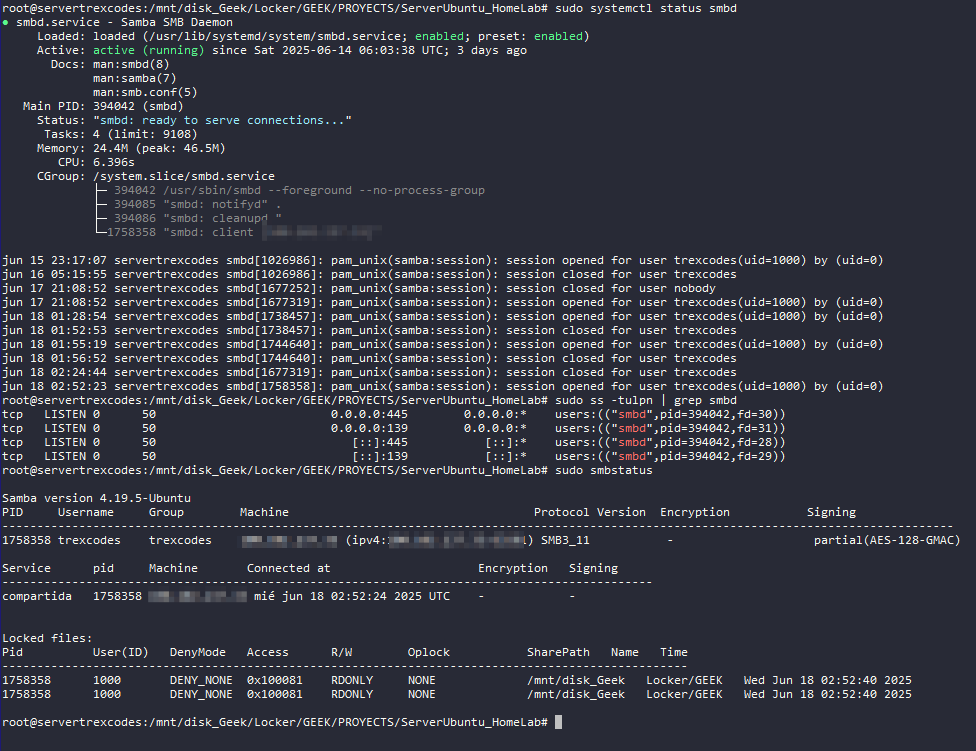 root@servertrexcodes:/mnt/disk_Geek/Locker/GEEK/PROYECTS/ServerUbuntu_HomeLab# sudo systemctl status smbd
● smbd.service - Samba SMB Daemon
Loaded: loaded (/usr/lib/systemd/system/smbd.service; enabled; preset: enabled)
Active: active (running) since Sat 2025-06-14 06:03:38 UTC; 3 days ago
Docs: man:smbd(8)
man:samba(7)
man:smb.conf(5)
Main PID: 394042 (smbd)
Status: "smbd: ready to serve connections..."
Tasks: 4 (limit: 9108)
Memory: 24.4M (peak: 46.5M)
CPU: 6.396s
CGroup: /system.slice/smbd.service
├─ 394042 /usr/sbin/smbd --foreground --no-process-group
├─ 394085 "smbd: notifyd" .
├─ 394086 "smbd: cleanupd "
└─1758358 "smbd: client
jun 15 23:17:07 servertrexcodes smbd[1026986]: pam_unix(samba:session): session opened for user trexcodes(uid=1000) by (uid=0)
jun 16 05:15:55 servertrexcodes smbd[1026986]: pam_unix(samba:session): session closed for user trexcodes
jun 17 21:08:52 servertrexcodes smbd[1677252]: pam_unix(samba:session): session closed for user nobody
jun 17 21:08:52 servertrexcodes smbd[1677319]: pam_unix(samba:session): session opened for user trexcodes(uid=1000) by (uid=0)
jun 18 01:28:54 servertrexcodes smbd[1738457]: pam_unix(samba:session): session opened for user trexcodes(uid=1000) by (uid=0)
jun 18 01:52:53 servertrexcodes smbd[1738457]: pam_unix(samba:session): session closed for user trexcodes
jun 18 01:55:19 servertrexcodes smbd[1744640]: pam_unix(samba:session): session opened for user trexcodes(uid=1000) by (uid=0)
jun 18 01:56:52 servertrexcodes smbd[1744640]: pam_unix(samba:session): session closed for user trexcodes
jun 18 02:24:44 servertrexcodes smbd[1677319]: pam_unix(samba:session): session closed for user trexcodes
jun 18 02:52:23 servertrexcodes smbd[1758358]: pam_unix(samba:session): session opened for user trexcodes(uid=1000) by (uid=0)
root@servertrexcodes:/mnt/disk_Geek/Locker/GEEK/PROYECTS/ServerUbuntu_HomeLab# sudo ss -tulpn | grep smbd
tcp LISTEN 0 50 0.0.0.0:445 0.0.0.0:* users:(("smbd",pid=394042,fd=30))
tcp LISTEN 0 50 0.0.0.0:139 0.0.0.0:* users:(("smbd",pid=394042,fd=31))
tcp LISTEN 0 50 [::]:445 [::]:* users:(("smbd",pid=394042,fd=28))
tcp LISTEN 0 50 [::]:139 [::]:* users:(("smbd",pid=394042,fd=29))
root@servertrexcodes:/mnt/disk_Geek/Locker/GEEK/PROYECTS/ServerUbuntu_HomeLab# sudo smbstatus
Samba version 4.19.5-Ubuntu
PID Username Group Machine Protocol Version Encryption Signing
----------------------------------------------------------------------------------------------------------------------------------------
1758358 trexcodes trexcodes (ipv4: ) SMB3_11 - partial(AES-128-GMAC)
Service pid Machine Connected at Encryption Signing
---------------------------------------------------------------------------------------------
compartida 1758358 mié jun 18 02:52:24 2025 UTC - -
Locked files:
Pid User(ID) DenyMode Access R/W Oplock SharePath Name Time
--------------------------------------------------------------------------------------------------
1758358 1000 DENY_NONE 0x100081 RDONLY NONE /mnt/disk_Geek Locker/GEEK Wed Jun 18 02:52:40 2025
1758358 1000 DENY_NONE 0x100081 RDONLY NONE /mnt/disk_Geek Locker/GEEK Wed Jun 18 02:52:40 2025
root@servertrexcodes:/mnt/disk_Geek/Locker/GEEK/PROYECTS/ServerUbuntu_HomeLab#